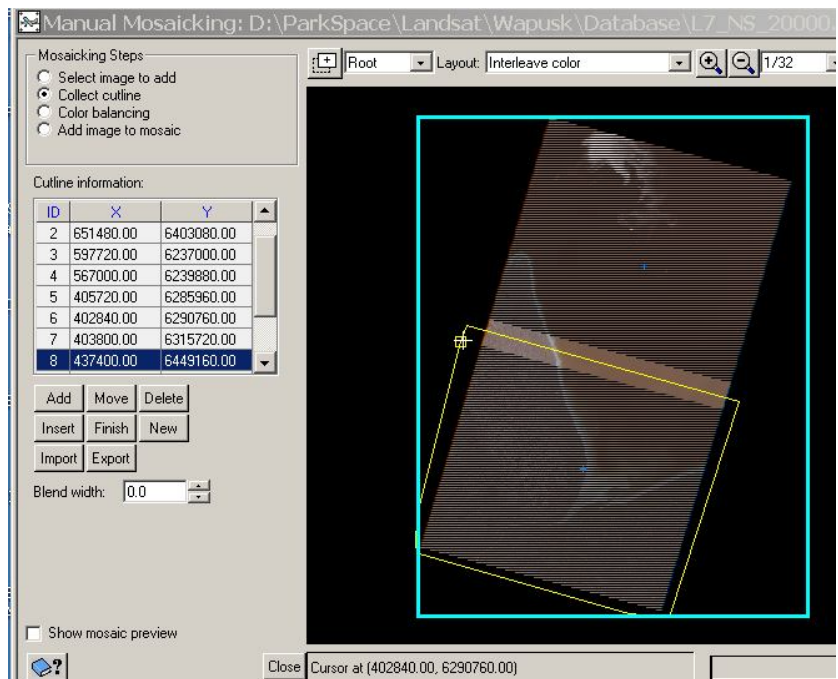 Manual Mosaicking: D:\ParkSpace\Landsat\Wapusk\Database\L7_NS_20000
Mosaicking Steps
Select image to add
Collect cutline
Color balancing
Add image to mosaic
Root Layout: Interleave color 1/32
Cutline information:
ID X Y
2 651480.00 6403080.00
3 597720.00 6237000.00
4 567000.00 6239880.00
5 405720.00 6285960.00
6 402840.00 6290760.00
7 403800.00 6315720.00
8 437400.00 6449160.00
Add Move Delete
Insert Finish New
Import Export
Blend width: 0.0
Show mosaic preview
? Close Cursor at (402840.00, 6290760.00)